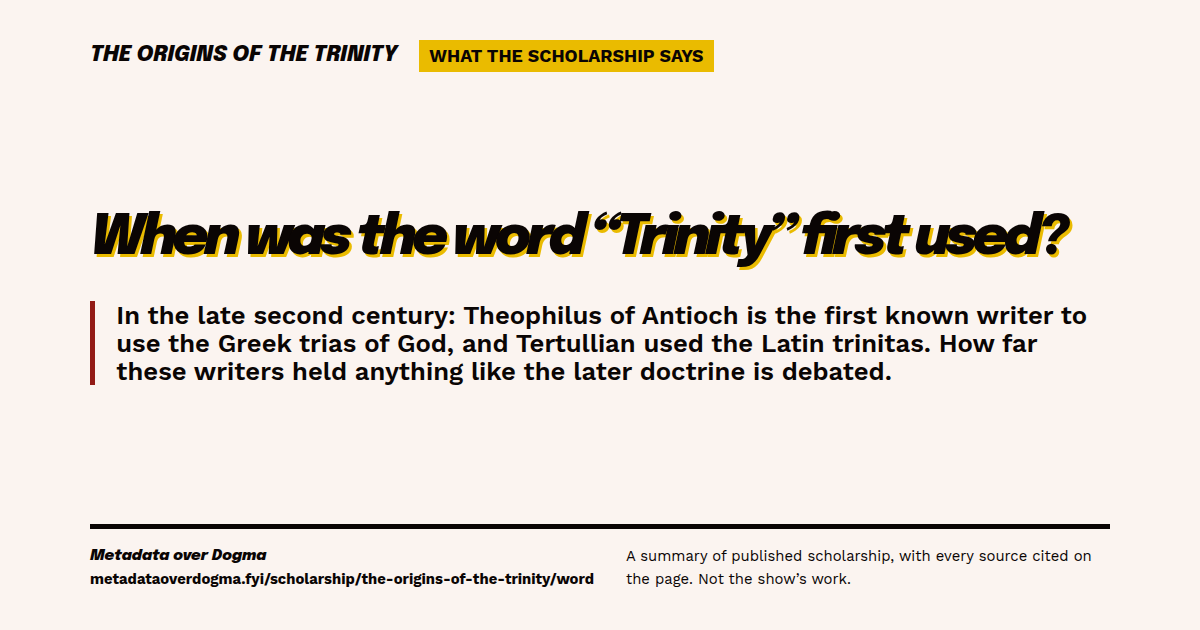 THE ORIGINS OF THE TRINITY
WHAT THE SCHOLARSHIP SAYS
When was the word “Trinity” first used?
In the late second century: Theophilus of Antioch is the first known writer to
use the Greek trias of God, and Tertullian used the Latin trinitas. How far
these writers held anything like the later doctrine is debated.
Metadata over Dogma
metadataoverdogma.fyi/scholarship/the-origins-of-the-trinity/word
A summary of published scholarship, with every source cited on
the page. Not the show’s work.